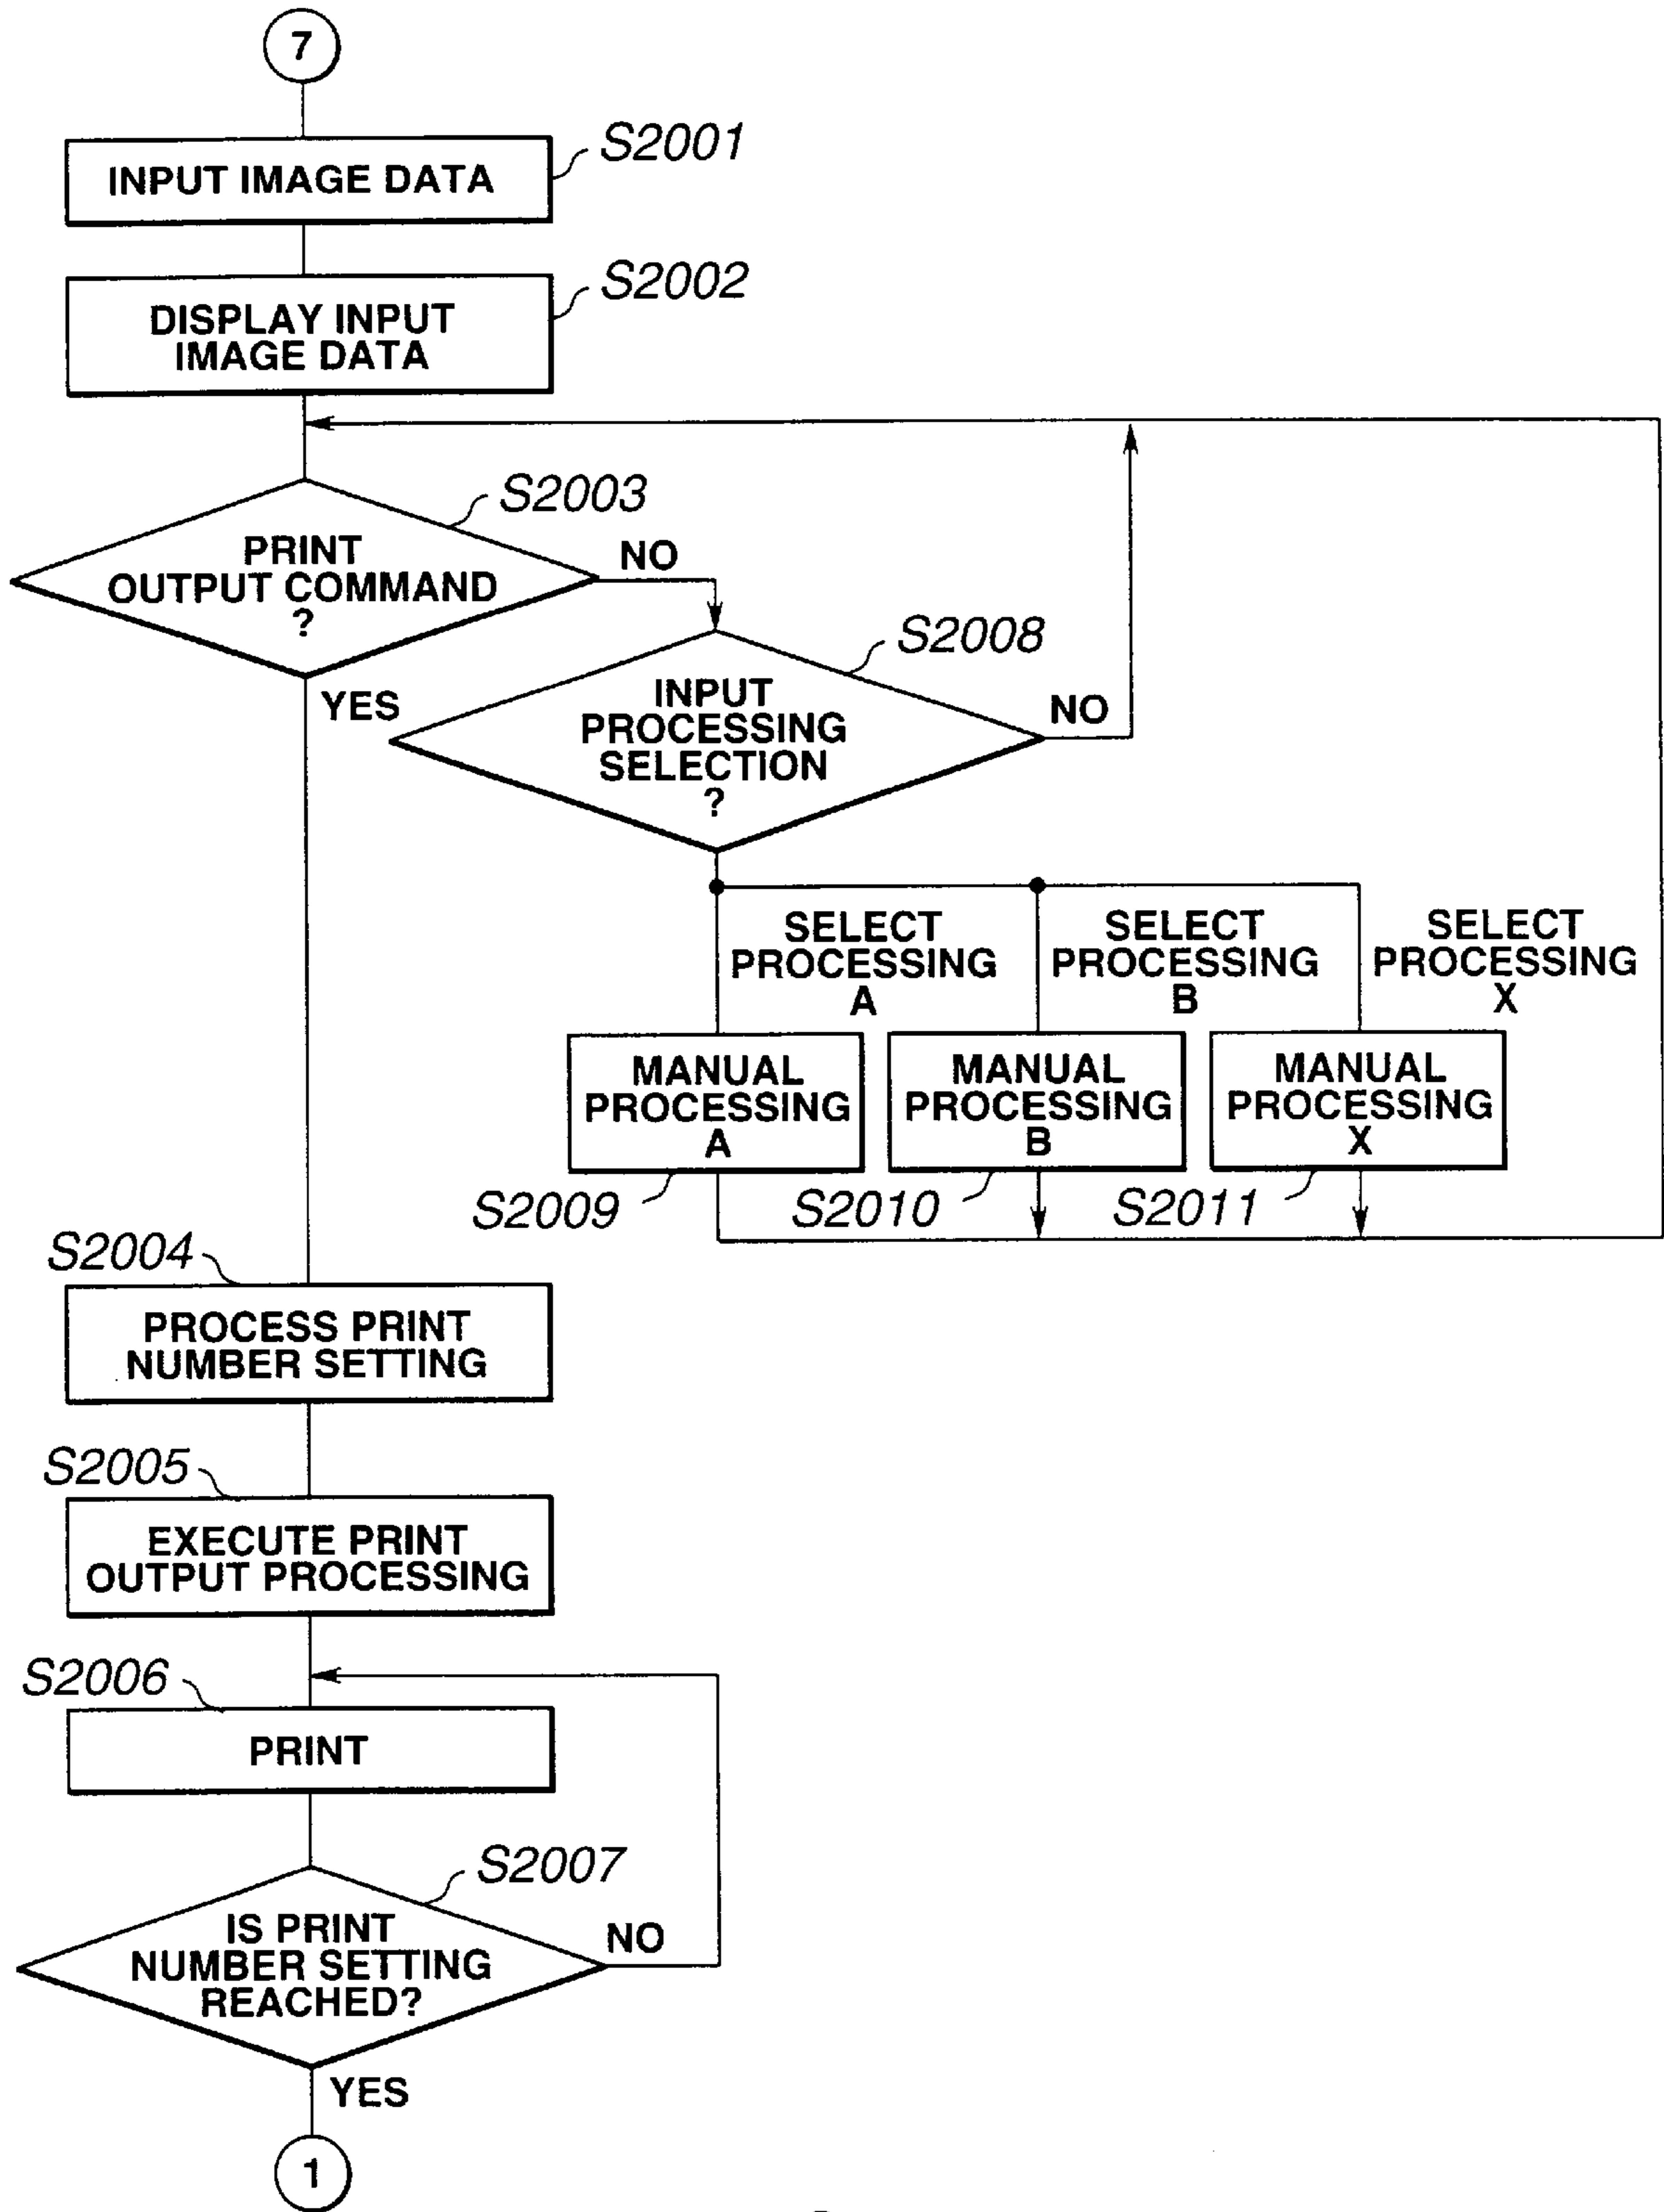 7
S2001
INPUT IMAGE DATA
S2002
DISPLAY INPUT
IMAGE DATA
S2003
PRINT
OUTPUT COMMAND
?
NO
YES
S2008
INPUT
PROCESSING
SELECTION
?
NO
SELECT
PROCESSING
A
SELECT
PROCESSING
B
SELECT
PROCESSING
X
MANUAL
PROCESSING
A
MANUAL
PROCESSING
B
MANUAL
PROCESSING
X
S2009
S2010
S2011
S2004
PROCESS PRINT
NUMBER SETTING
S2005
EXECUTE PRINT
OUTPUT PROCESSING
S2006
PRINT
S2007
IS PRINT
NUMBER SETTING
REACHED?
NO
YES
1